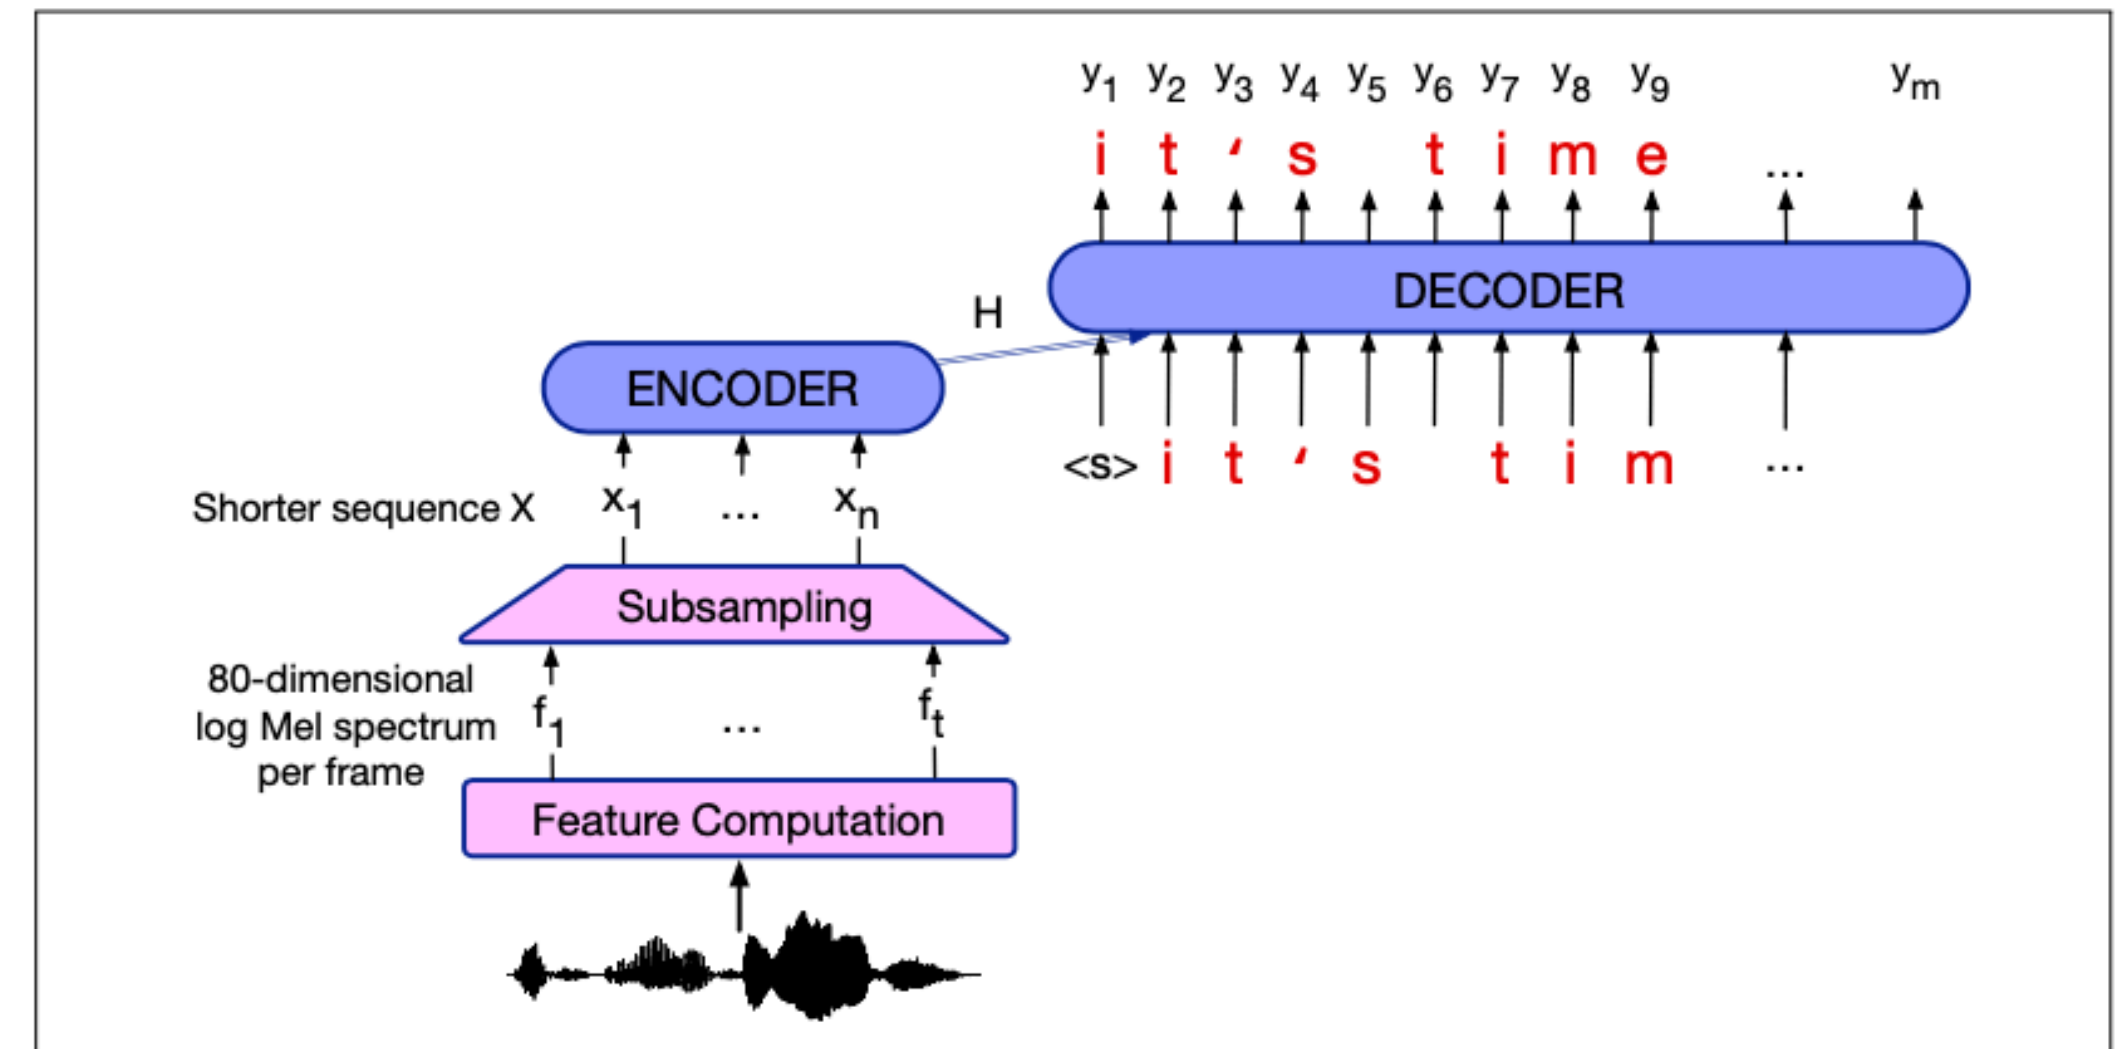 y1 y2 y3 y4 y5 y6 y7 y8 y9 ym
i t ‘ s t i m e ...
DECODER
H
ENCODER
<s> i t ‘ s t i m ...
Shorter sequence X x1 ... xn
Subsampling
80-dimensional
log Mel spectrum
per frame
f1 ... ft
Feature Computation